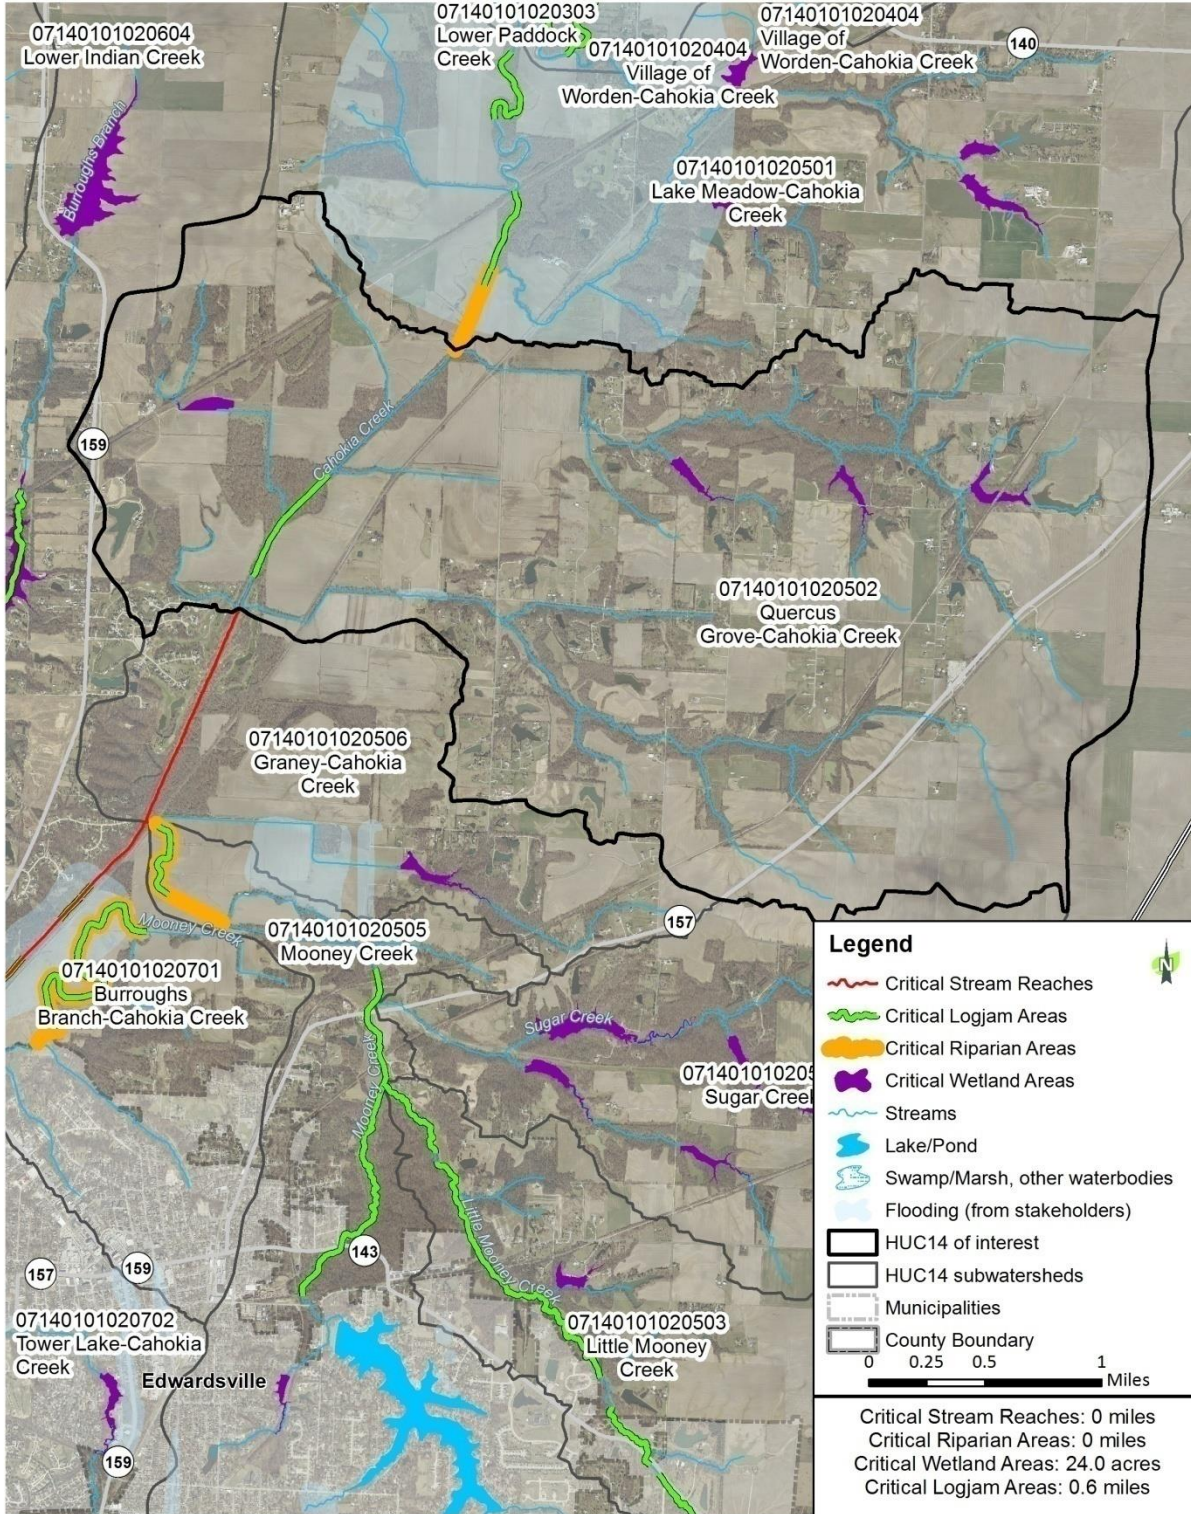 07140101020604
Lower Indian Creek
07140101020303
Lower Paddock
Creek
07140101020404
Village of
Worden-Cahokia Creek
07140101020404
Village of
Worden-Cahokia Creek
140
Burroughs Branch
07140101020501
Lake Meadow-Cahokia
Creek
159
Cahokia Creek
07140101020502
Quercus
Grove-Cahokia Creek
07140101020506
Graney-Cahokia
Creek
157
Mooney Creek
07140101020505
Mooney Creek
07140101020701
Burroughs
Branch-Cahokia Creek
Sugar Creek
Mooney Creek
071401010205
Sugar Creek
Little Mooney Creek
143
157
159
07140101020702
Tower Lake-Cahokia
Creek
07140101020503
Little Mooney
Creek
Edwardsville
159
Legend
N
Critical Stream Reaches
Critical Logjam Areas
Critical Riparian Areas
Critical Wetland Areas
Streams
Lake/Pond
Swamp/Marsh, other waterbodies
Flooding (from stakeholders)
HUC14 of interest
HUC14 subwatersheds
Municipalities
County Boundary
0 0.25 0.5 1
Miles
Critical Stream Reaches: 0 miles
Critical Riparian Areas: 0 miles
Critical Wetland Areas: 24.0 acres
Critical Logjam Areas: 0.6 miles